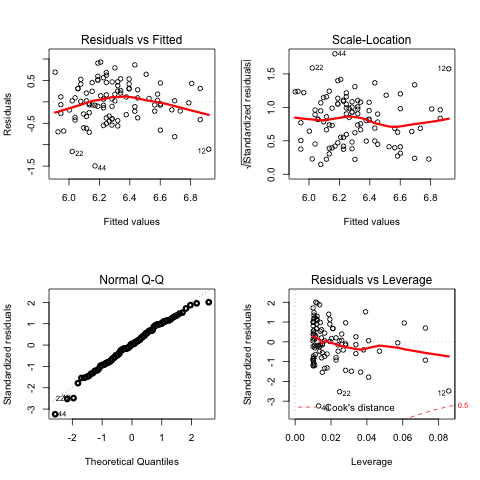 Residuals vs Fitted
Residuals
0.5
-0.5
-1.5
22
44
12
6.0 6.2 6.4 6.6 6.8
Fitted values
Scale-Location
√|Standardized residuals|
1.5
1.0
0.5
0.0
44
22
12
6.0 6.2 6.4 6.6 6.8
Fitted values
Normal Q-Q
Standardized residuals
2
1
0
-1
-2
-3
22
44
-2 -1 0 1 2
Theoretical Quantiles
Residuals vs Leverage
Standardized residuals
2
1
0
-1
-2
-3
22
12
Cook's distance
0.5
0.00 0.02 0.04 0.06 0.08
Leverage